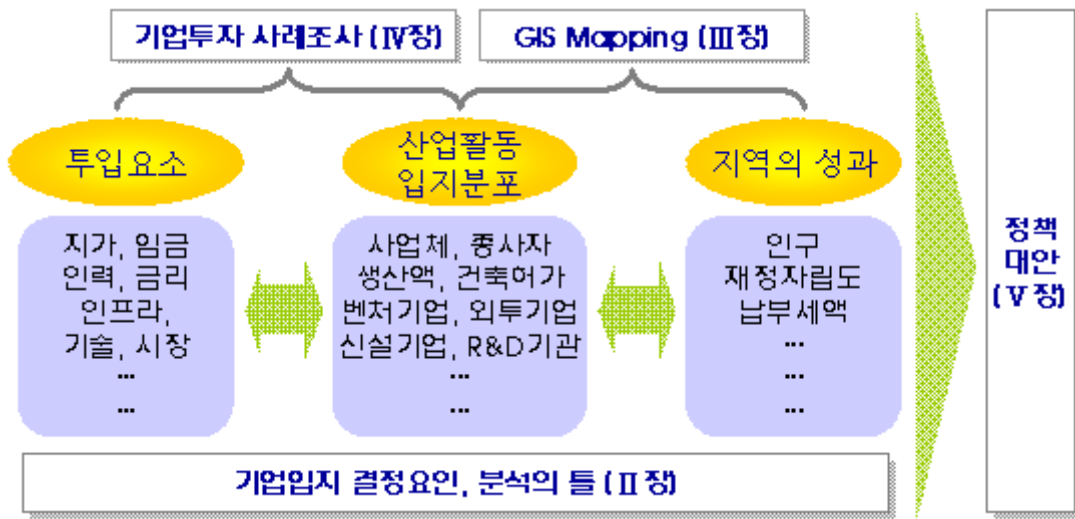 기업투자 사례조사 (Ⅳ장)
GIS Mapping (Ⅲ장)
투입요소
산업활동
입지분포
지역의 성과
지가, 임금
인력, 금리
인프라,
기술, 시장
...
...
사업체, 종사자
생산액, 건축허가
벤처기업, 외투기업
신설기업, R&D기관
...
...
인구
재정자립도
납부세액
...
...
...
정책
대안
(Ⅴ장)
기업입지 결정요인, 분석의 틀 (Ⅱ장)